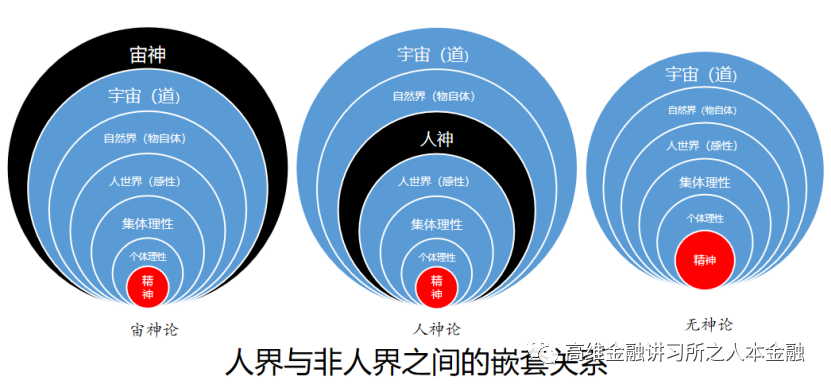 宙神
宇宙（道）
自然界（物自体）
人世界（感性）
集体理性
个体理性
精
神
宙神论
宇宙（道）
自然界（物自体）
人神
人世界（感性）
集体理性
个体理性
精
神
人神论
宇宙（道）
自然界（物自体）
人世界（感性）
集体理性
个体理性
精神
无神论
人界与非人界之间的嵌套关系
高维金融讲习所之人本金融